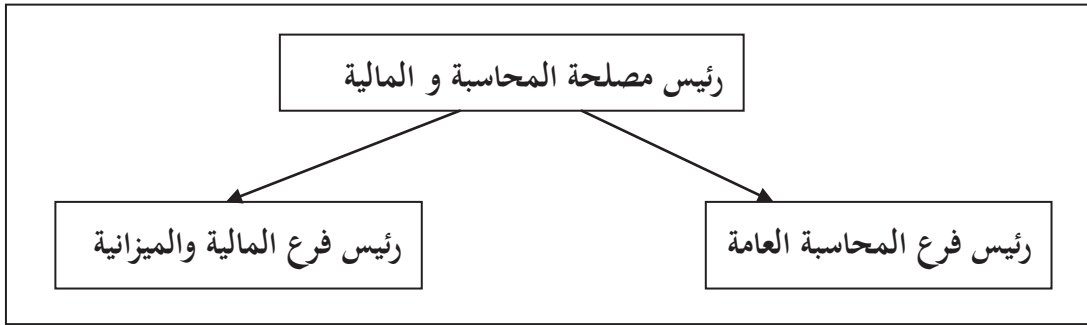 رئيس مصلحة المحاسبة و المالية
رئيس فرع المحاسبة العامة
رئيس فرع المالية والميزانية